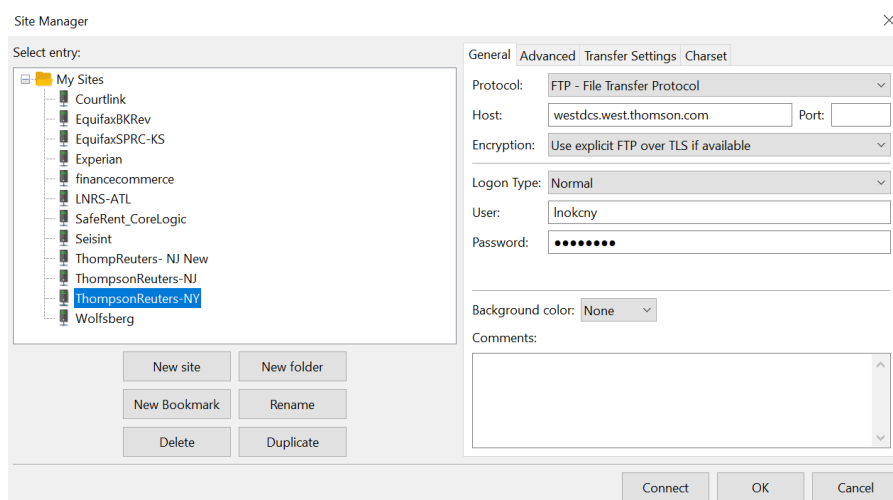 Site Manager
Select entry:
My Sites
Courtlink
EquifaxBKRev
EquifaxSPRC-KS
Experian
financecommerce
LNRS-ATL
SafeRent_CoreLogic
Seisint
ThompReuters- NJ New
ThompsonReuters-NJ
ThompsonReuters-NY
Wolfsberg
New site New folder
New Bookmark Rename
Delete Duplicate
General Advanced Transfer Settings Charset
Protocol: FTP - File Transfer Protocol
Host: westdcs.west.thomson.com Port:
Encryption: Use explicit FTP over TLS if available
Logon Type: Normal
User: lnokcny
Password: ●●●●●●●●
Background color: None
Comments:
Connect OK Cancel